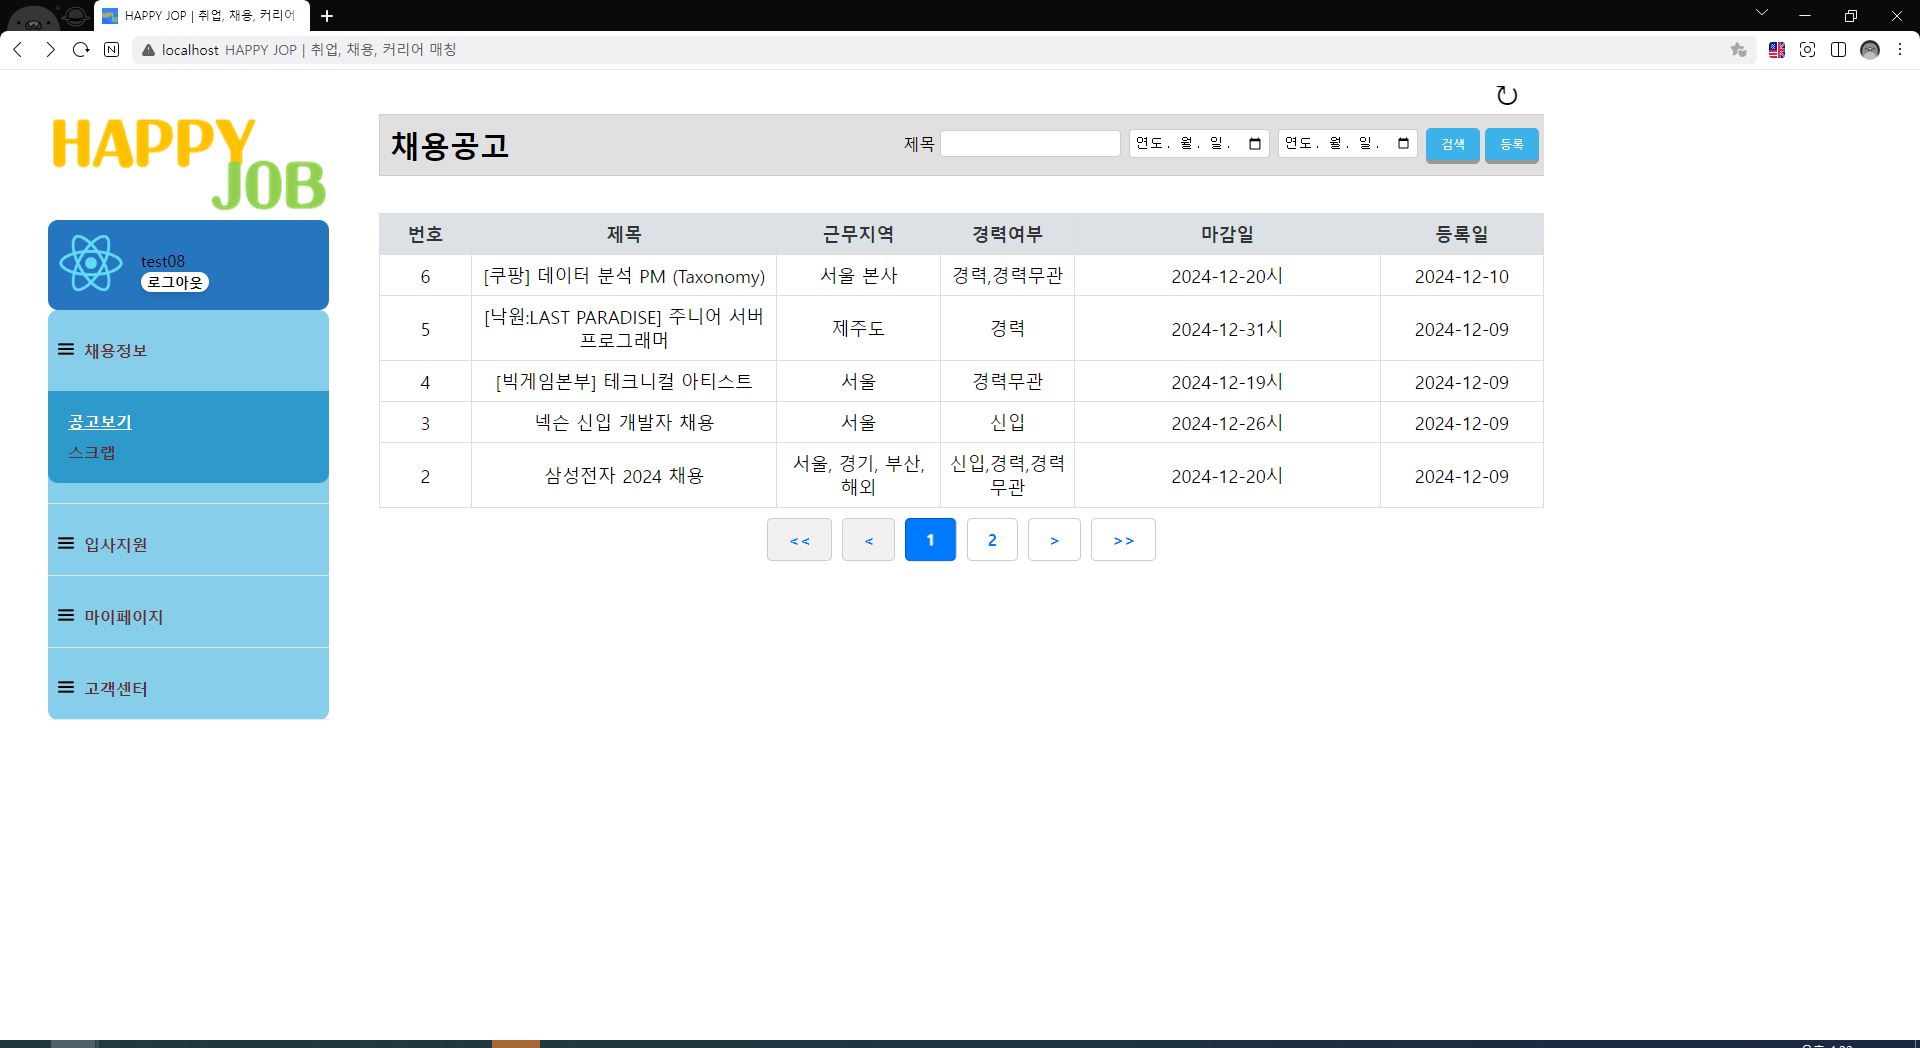 HAPPY JOP | 취업, 채용, 커리어
localhost HAPPY JOP | 취업, 채용, 커리어 매칭
HAPPY
JOB
test08
로그아웃
채용정보
공고보기
스크랩
입사지원
마이페이지
고객센터
채용공고 제목 연도. 월. 일. 연도. 월. 일. 검색 등록
번호 제목 근무지역 경력여부 마감일 등록일
6 [쿠팡] 데이터 분석 PM (Taxonomy) 서울 본사 경력,경력무관 2024-12-20시 2024-12-10
5 [낙원:LAST PARADISE] 주니어 서버 프로그래머 제주도 경력 2024-12-31시 2024-12-09
4 [빅게임본부] 테크니컬 아티스트 서울 경력무관 2024-12-19시 2024-12-09
3 넥슨 신입 개발자 채용 서울 신입 2024-12-26시 2024-12-09
2 삼성전자 2024 채용 서울, 경기, 부산, 해외 신입,경력,경력무관 2024-12-20시 2024-12-09
<< < 1 2 > >>